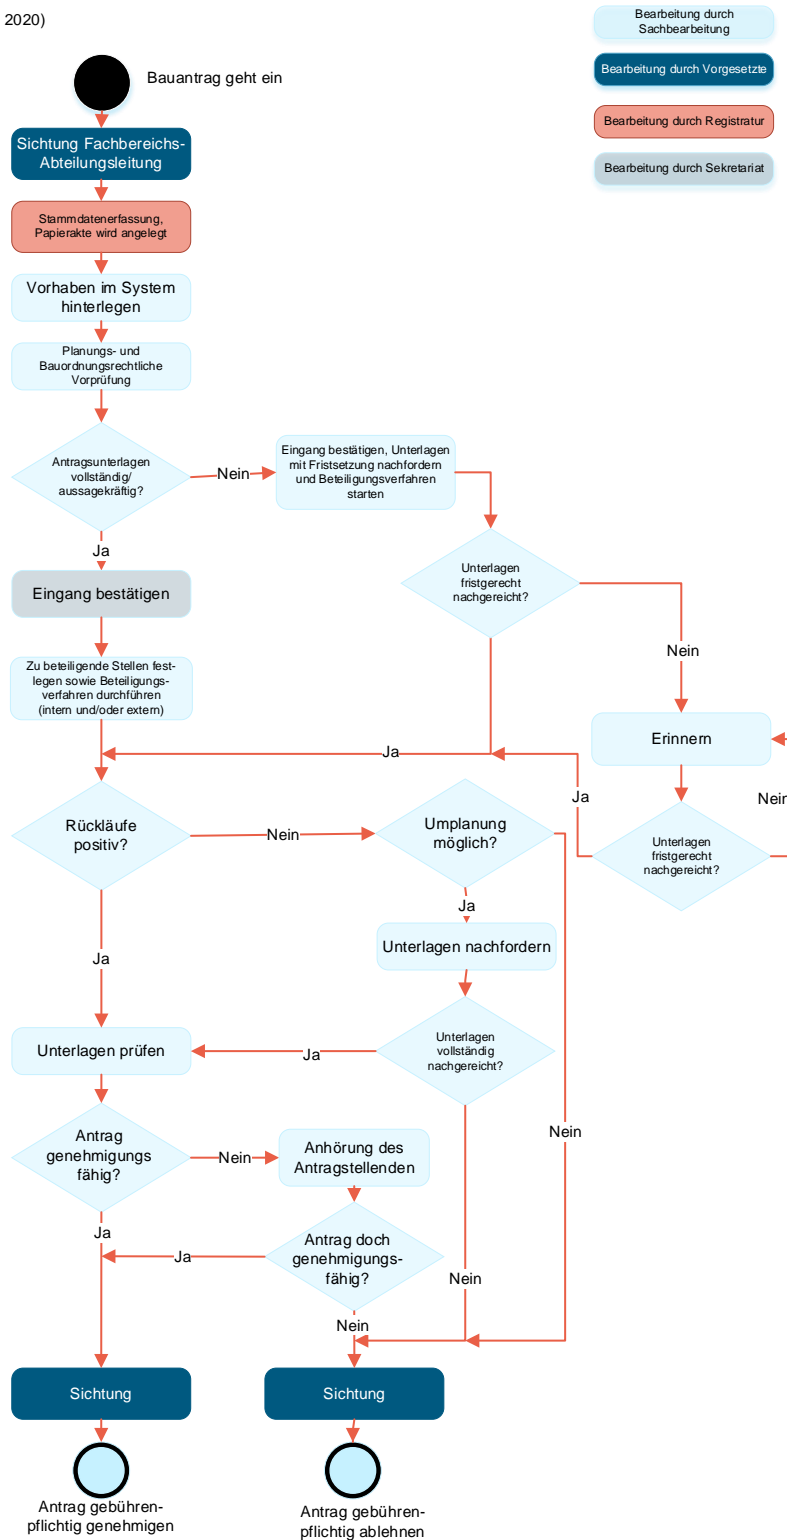 2020)
Bearbeitung durch
Sachbearbeitung
Bearbeitung durch Vorgesetzte
Bearbeitung durch Registratur
Bearbeitung durch Sekretariat
Bauantrag geht ein
Sichtung Fachbereichs-
Abteilungsleitung
Stammdatenerfassung,
Papierakte wird angelegt
Vorhaben im System
hinterlegen
Planungs- und
Bauordnungsrechtliche
Vorprüfung
Antragsunterlagen
vollständig/
aussagekräftig?
Nein
Eingang bestätigen, Unterlagen
mit Fristsetzung nachfordern
und Beteiligungsverfahren
starten
Ja
Unterlagen
fristgerecht
nachgereicht?
Eingang bestätigen
Nein
Zu beteiligende Stellen fest-
legen sowie Beteiligungs-
verfahren durchführen
(intern und/oder extern)
Erinnern
Ja
Ja
Nein
Rückläufe
positiv?
Nein
Umplanung
möglich?
Unterlagen
fristgerecht
nachgereicht?
Ja
Unterlagen nachfordern
Ja
Unterlagen prüfen
Ja
Unterlagen
vollständig
nachgereicht?
Nein
Antrag
genehmigungs
fähig?
Nein
Anhörung des
Antragstellenden
Ja
Ja
Antrag doch
genehmigungs-
fähig?
Nein
Nein
Sichtung
Sichtung
Antrag gebühren-
pflichtig genehmigen
Antrag gebühren-
pflichtig ablehnen